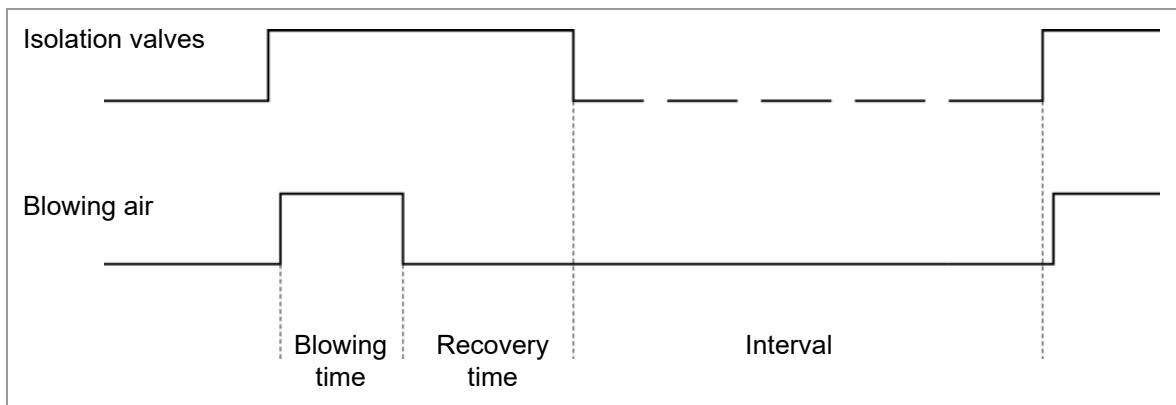 Isolation valves
Blowing air
Blowing
time
Recovery
time
Interval